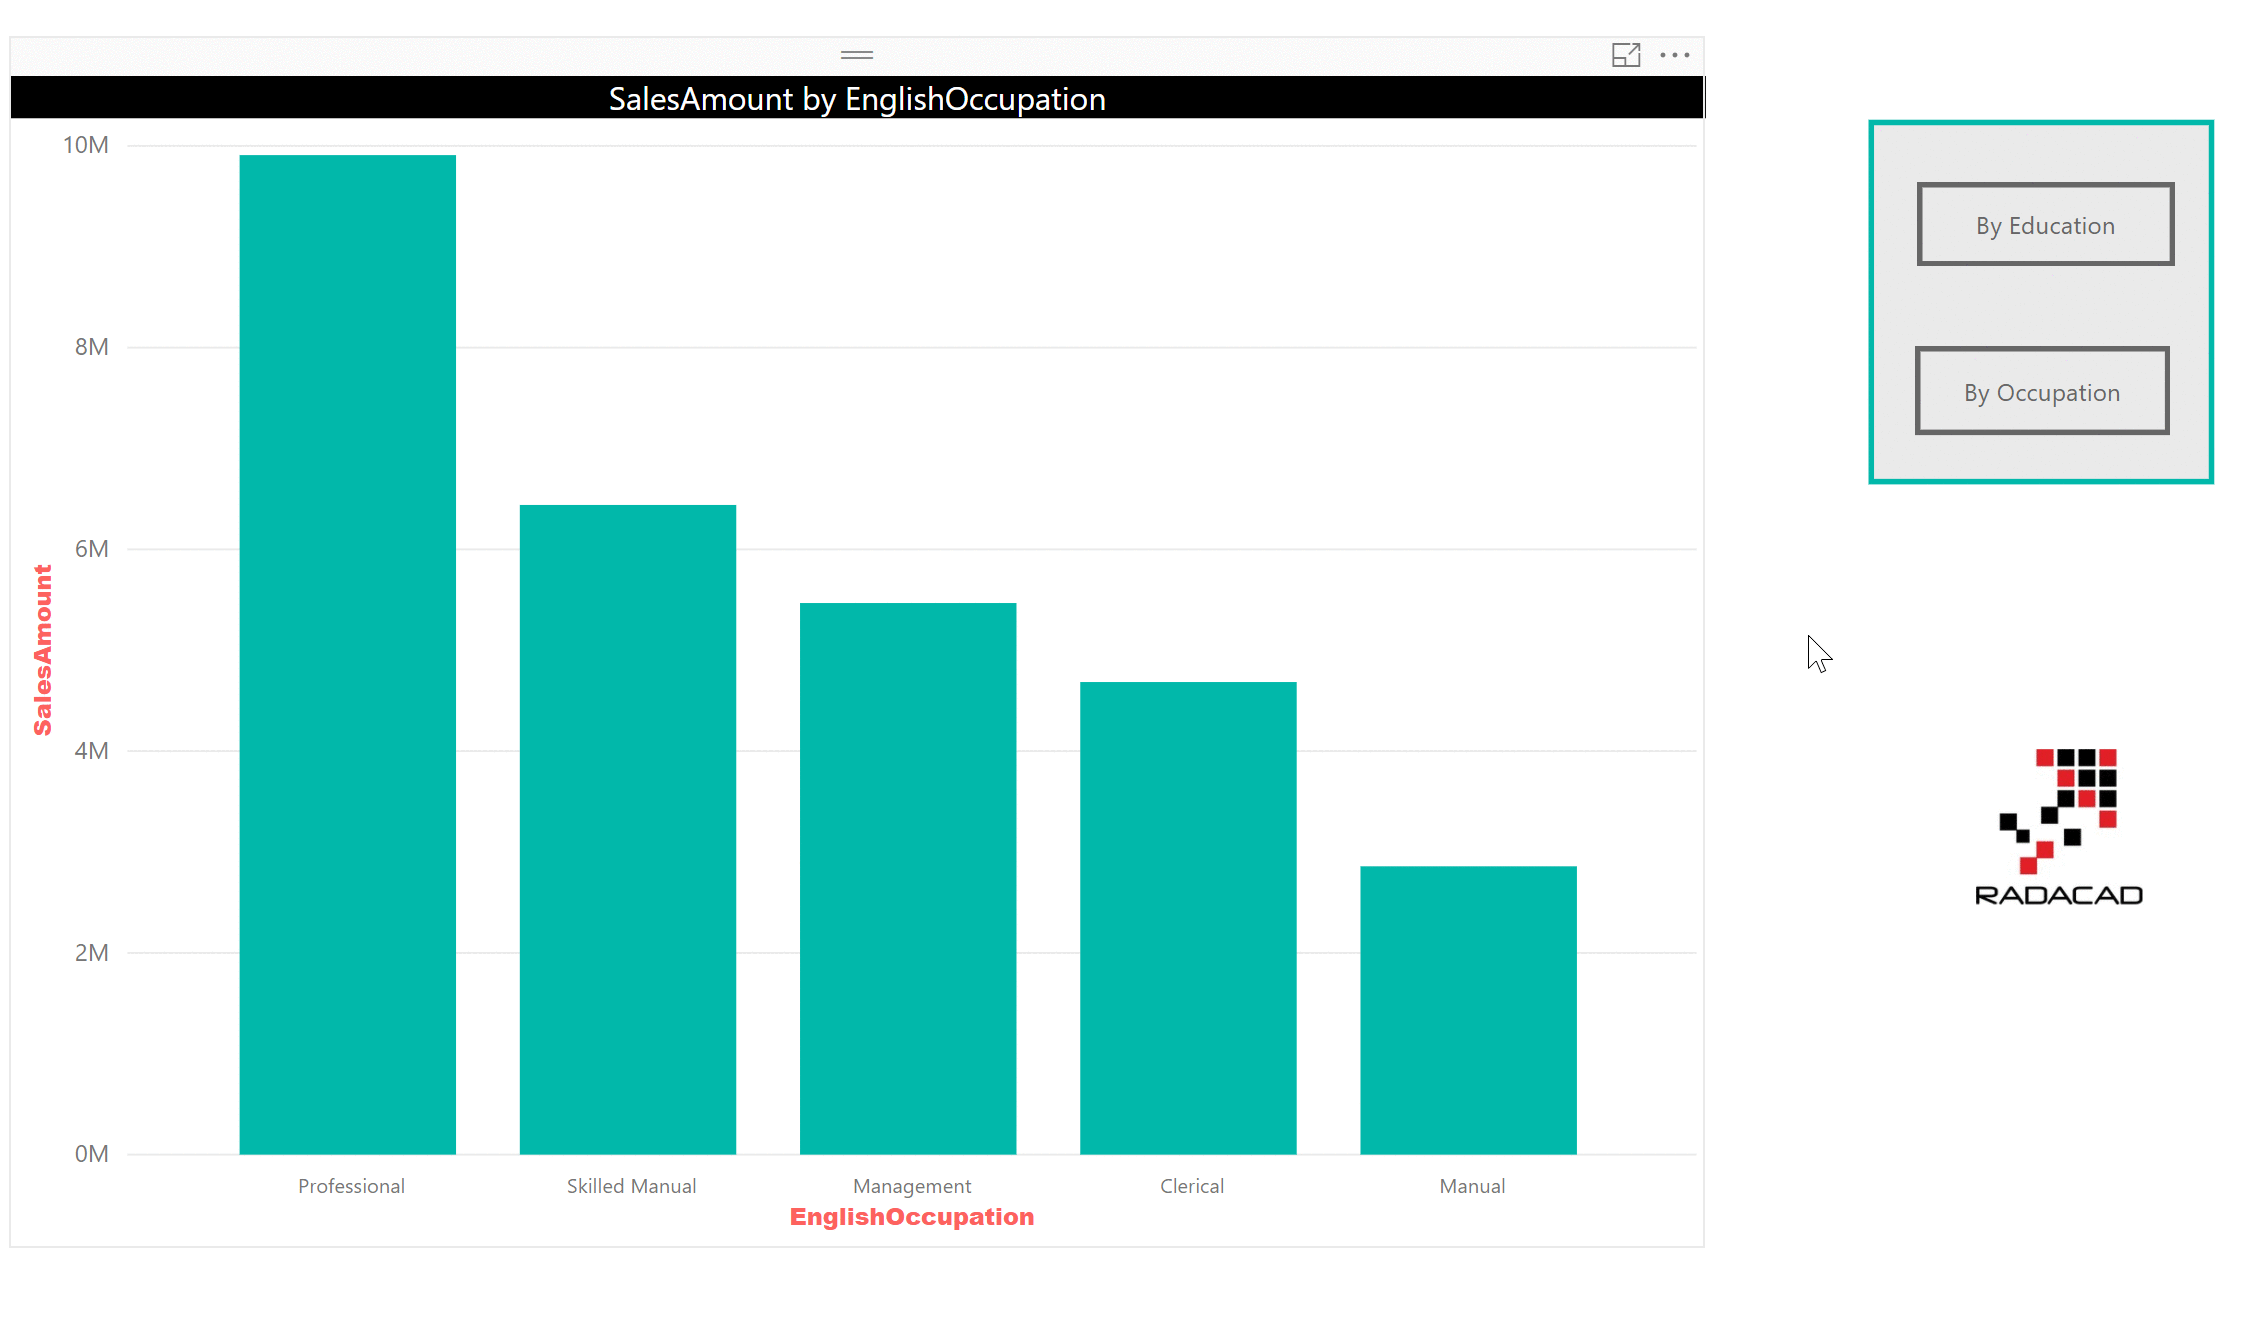 SalesAmount by EnglishOccupation
10M
8M
6M
4M
2M
0M
SalesAmount
Professional
Skilled Manual
Management
Clerical
Manual
EnglishOccupation
By Education
By Occupation
RADACAD